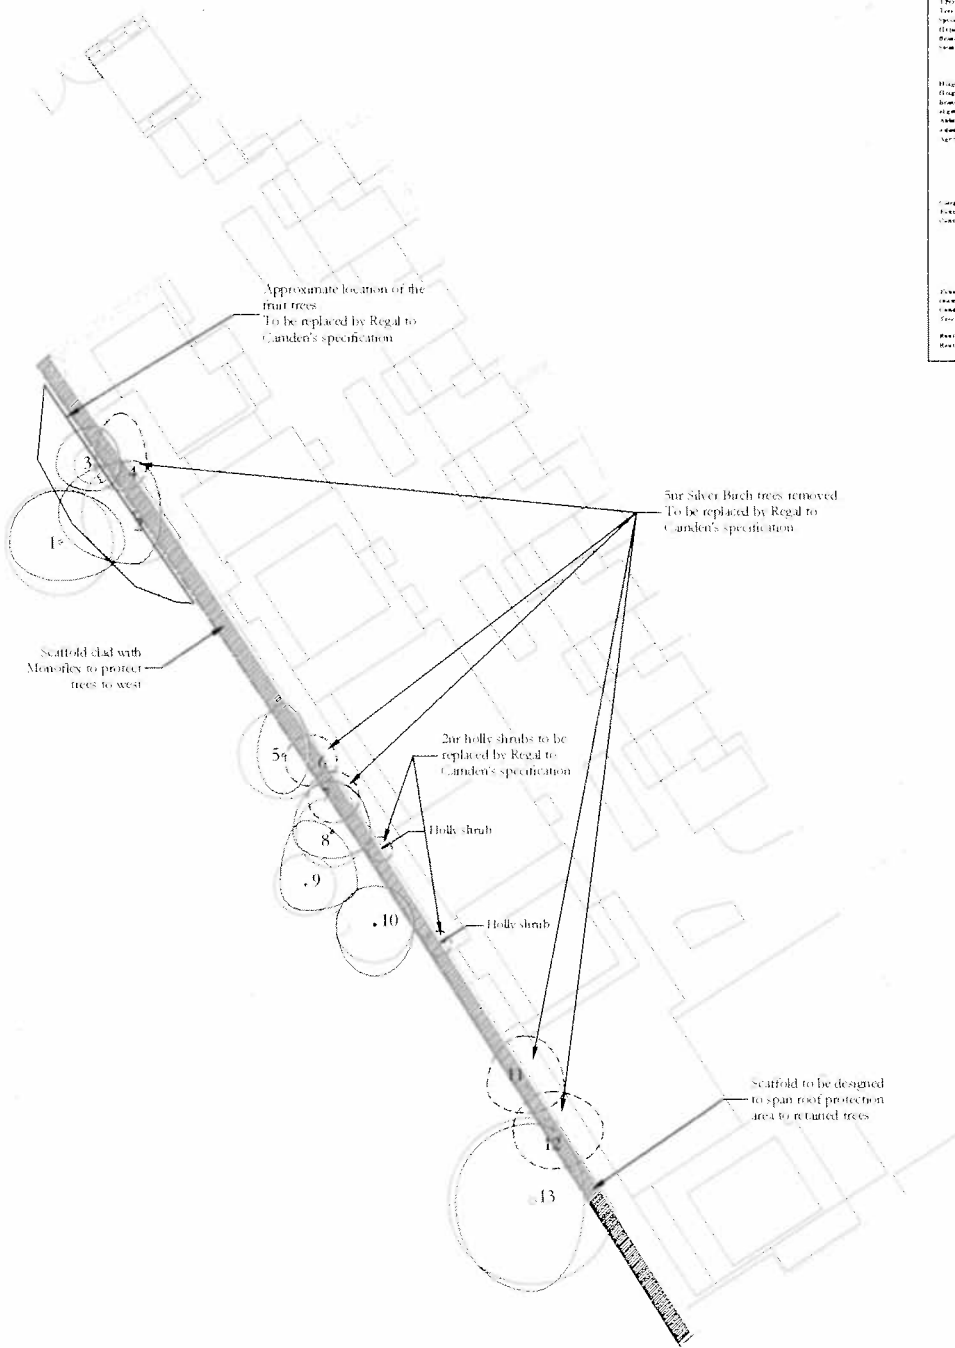 Approximate location of the
fruit trees
To be replaced by Regal to
Camden's specification
3
4
2
1
5nr Silver Birch trees removed
To be replaced by Regal to
Camden's specification
Scaffold clad with
Monoflex to protect
trees to west
2nr holly shrubs to be
replaced by Regal to
Camden's specification
5
6
7
8
Holly shrub
9
10
Holly shrub
11
Scaffold to be designed
to span roof protection
area to retained trees
12
13